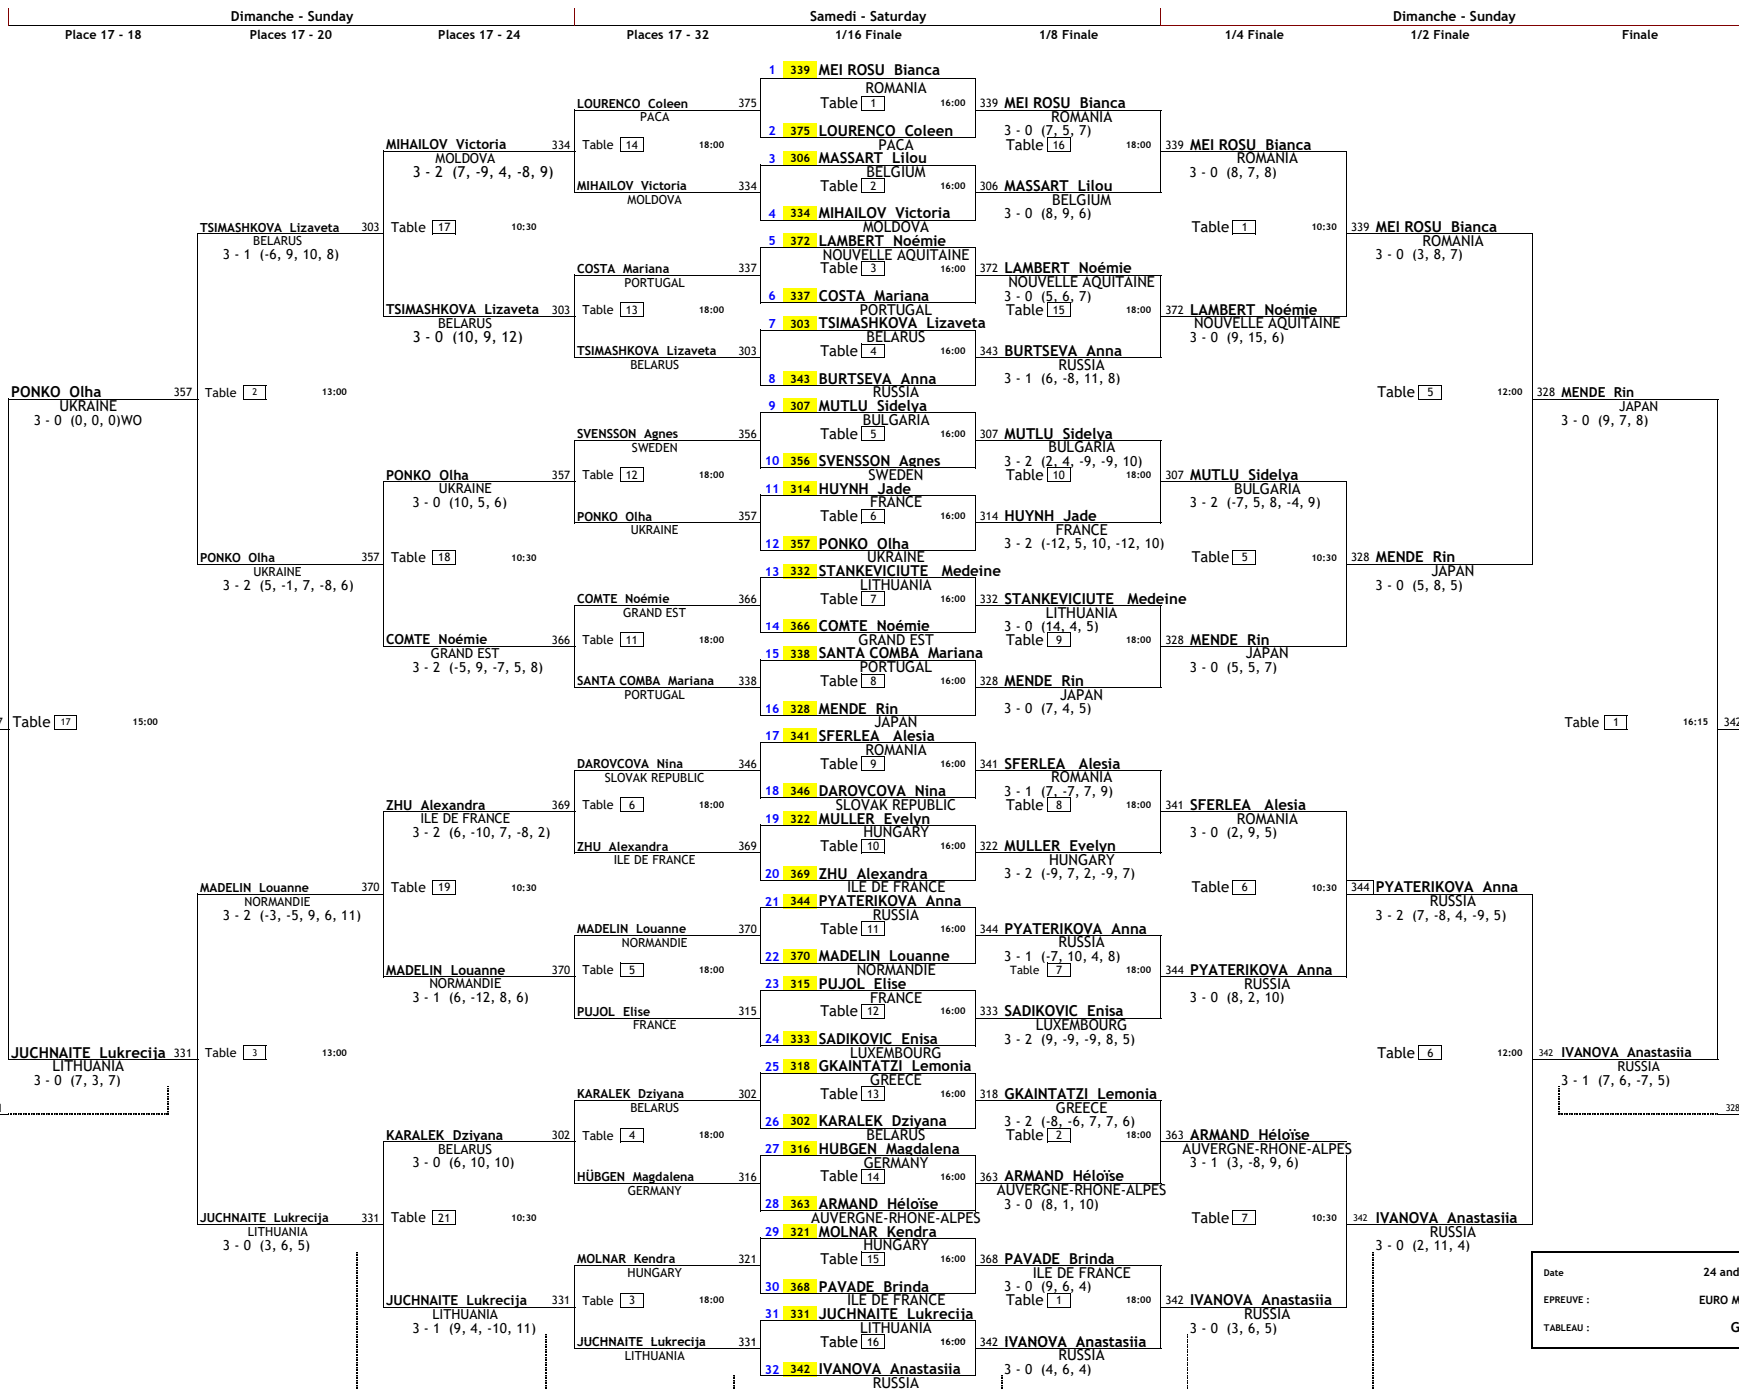 Dimanche - Sunday
Samedi - Saturday
Dimanche - Sunday
Place 17 - 18
Places 17 - 20
Places 17 - 24
Places 17 - 32
1/16 Finale
1/8 Finale
1/4 Finale
1/2 Finale
Finale
PONKO Olha 357
UKRAINE
3 - 0 (0, 0, 0)WO
Table 17 15:00
JUCHNAITE Lukrecija 331
LITHUANIA
3 - 0 (7, 3, 7)
TSIMASHKOVA Lizaveta 303
BELARUS
3 - 1 (-6, 9, 10, 8)
Table 2 13:00
PONKO Olha 357
UKRAINE
3 - 2 (5, -1, 7, -8, 6)
MADELIN Louanne 370
NORMANDIE
3 - 2 (-3, -5, 9, 6, 11)
Table 3 13:00
JUCHNAITE Lukrecija 331
LITHUANIA
3 - 0 (3, 6, 5)
MIHAILOV Victoria 334
MOLDOVA
3 - 2 (7, -9, 4, -8, 9)
Table 17 10:30
TSIMASHKOVA Lizaveta 303
BELARUS
3 - 0 (10, 9, 12)
PONKO Olha 357
UKRAINE
3 - 0 (10, 5, 6)
Table 18 10:30
COMTE Noémie 366
GRAND EST
3 - 2 (-5, 9, -7, 5, 8)
ZHU Alexandra 369
ILE DE FRANCE
3 - 2 (6, -10, 7, -8, 2)
Table 19 10:30
MADELIN Louanne 370
NORMANDIE
3 - 1 (6, -12, 8, 6)
KARALEK Dziyana 302
BELARUS
3 - 0 (6, 10, 10)
Table 21 10:30
JUCHNAITE Lukrecija 331
LITHUANIA
3 - 1 (9, 4, -10, 11)
LOURENCO Coleen 375
PACA
Table 14 18:00
MIHAILOV Victoria 334
MOLDOVA
COSTA Mariana 337
PORTUGAL
Table 13 18:00
TSIMASHKOVA Lizaveta 303
BELARUS
SVENSSON Agnes 356
SWEDEN
Table 12 18:00
PONKO Olha 357
UKRAINE
COMTE Noémie 366
GRAND EST
Table 11 18:00
SANTA COMBA Mariana 338
PORTUGAL
DAROVCOVA Nina 346
SLOVAK REPUBLIC
Table 6 18:00
ZHU Alexandra 369
ILE DE FRANCE
MADELIN Louanne 370
NORMANDIE
Table 5 18:00
PUJOL Elise 315
FRANCE
KARALEK Dziyana 302
BELARUS
Table 4 18:00
HÜBGEN Magdalena 316
GERMANY
MOLNAR Kendra 321
HUNGARY
Table 3 18:00
JUCHNAITE Lukrecija 331
LITHUANIA
1 339 MEI ROSU Bianca
ROMANIA
Table 1 16:00
2 375 LOURENCO Coleen
PACA
3 306 MASSART Lilou
BELGIUM
Table 2 16:00
4 334 MIHAILOV Victoria
MOLDOVA
5 372 LAMBERT Noémie
NOUVELLE AQUITAINE
Table 3 16:00
6 337 COSTA Mariana
PORTUGAL
7 303 TSIMASHKOVA Lizaveta
BELARUS
Table 4 16:00
8 343 BURTSEVA Anna
RUSSIA
9 307 MUTLU Sidelya
BULGARIA
Table 5 16:00
10 356 SVENSSON Agnes
SWEDEN
11 314 HUYNH Jade
FRANCE
Table 6 16:00
12 357 PONKO Olha
UKRAINE
13 332 STANKEVICIUTE Medeine
LITHUANIA
Table 7 16:00
14 366 COMTE Noémie
GRAND EST
15 338 SANTA COMBA Mariana
PORTUGAL
Table 8 16:00
16 328 MENDE Rin
JAPAN
17 341 SFERLEA Alesia
ROMANIA
Table 9 16:00
18 346 DAROVCOVA Nina
SLOVAK REPUBLIC
19 322 MULLER Evelyn
HUNGARY
Table 10 16:00
20 369 ZHU Alexandra
ILE DE FRANCE
21 344 PYATERIKOVA Anna
RUSSIA
Table 11 16:00
22 370 MADELIN Louanne
NORMANDIE
23 315 PUJOL Elise
FRANCE
Table 12 16:00
24 333 SADIKOVIC Enisa
LUXEMBOURG
25 318 GKAINTATZI Lemonia
GREECE
Table 13 16:00
26 302 KARALEK Dziyana
BELARUS
27 316 HUBGEN Magdalena
GERMANY
Table 14 16:00
28 363 ARMAND Héloïse
AUVERGNE-RHONE-ALPES
29 321 MOLNAR Kendra
HUNGARY
Table 15 16:00
30 368 PAVADE Brinda
ILE DE FRANCE
31 331 JUCHNAITE Lukrecija
LITHUANIA
Table 16 16:00
32 342 IVANOVA Anastasiia
RUSSIA
339 MEI ROSU Bianca
ROMANIA
3 - 0 (7, 5, 7)
Table 16 18:00
306 MASSART Lilou
BELGIUM
3 - 0 (8, 9, 6)
372 LAMBERT Noémie
NOUVELLE AQUITAINE
3 - 0 (5, 6, 7)
Table 15 18:00
343 BURTSEVA Anna
RUSSIA
3 - 1 (6, -8, 11, 8)
307 MUTLU Sidelya
BULGARIA
3 - 2 (2, 4, -9, -9, 10)
Table 10 18:00
314 HUYNH Jade
FRANCE
3 - 2 (-12, 5, 10, -12, 10)
332 STANKEVICIUTE Medeine
LITHUANIA
3 - 0 (14, 4, 5)
Table 9 18:00
328 MENDE Rin
JAPAN
3 - 0 (7, 4, 5)
341 SFERLEA Alesia
ROMANIA
3 - 1 (7, -7, 7, 9)
Table 8 18:00
322 MULLER Evelyn
HUNGARY
3 - 2 (-9, 7, 2, -9, 7)
344 PYATERIKOVA Anna
RUSSIA
3 - 1 (-7, 10, 4, 8)
Table 7 18:00
333 SADIKOVIC Enisa
LUXEMBOURG
3 - 2 (9, -9, -9, 8, 5)
318 GKAINTATZI Lemonia
GREECE
3 - 2 (-8, -6, 7, 7, 6)
Table 2 18:00
363 ARMAND Héloïse
AUVERGNE-RHONE-ALPES
3 - 0 (8, 1, 10)
368 PAVADE Brinda
ILE DE FRANCE
3 - 0 (9, 6, 4)
Table 1 18:00
342 IVANOVA Anastasiia
RUSSIA
3 - 0 (4, 6, 4)
339 MEI ROSU Bianca
ROMANIA
3 - 0 (8, 7, 8)
Table 1 10:30
372 LAMBERT Noémie
NOUVELLE AQUITAINE
3 - 0 (9, 15, 6)
307 MUTLU Sidelya
BULGARIA
3 - 2 (-7, 5, 8, -4, 9)
Table 5 10:30
328 MENDE Rin
JAPAN
3 - 0 (5, 5, 7)
341 SFERLEA Alesia
ROMANIA
3 - 0 (2, 9, 5)
Table 6 10:30
344 PYATERIKOVA Anna
RUSSIA
3 - 0 (8, 2, 10)
363 ARMAND Héloïse
AUVERGNE-RHONE-ALPES
3 - 1 (3, -8, 9, 6)
Table 7 10:30
342 IVANOVA Anastasiia
RUSSIA
3 - 0 (3, 6, 5)
339 MEI ROSU Bianca
ROMANIA
3 - 0 (3, 8, 7)
Table 5 12:00
328 MENDE Rin
JAPAN
3 - 0 (5, 8, 5)
344 PYATERIKOVA Anna
RUSSIA
3 - 2 (7, -8, 4, -9, 5)
Table 6 12:00
342 IVANOVA Anastasiia
RUSSIA
3 - 0 (2, 11, 4)
328 MENDE Rin
JAPAN
3 - 0 (9, 7, 8)
Table 1 16:15 342
342 IVANOVA Anastasiia
RUSSIA
3 - 1 (7, 6, -7, 5)
328
Date 24 and
EPREUVE : EURO M
TABLEAU : G